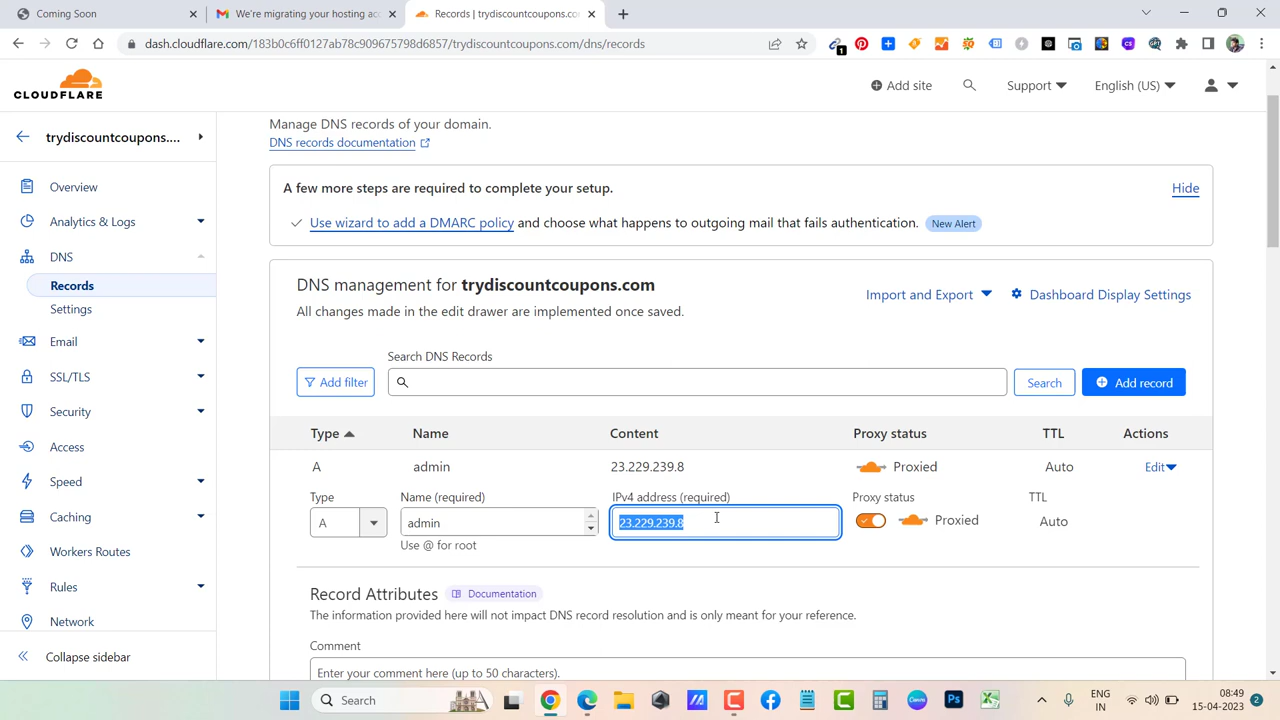 Coming Soon
We're migrating your hosting acc
Records | trydiscountcoupons.com
dash.cloudflare.com/183b0c6ff0127ab78c909675798d6857/trydiscountcoupons.com/dns/records
1
CLOUDFLARE
Add site
Support
English (US)
trydiscountcoupons....
Overview
Analytics & Logs
DNS
Records
Settings
Email
SSL/TLS
Security
Access
Speed
Caching
Workers Routes
Rules
Network
Collapse sidebar
Manage DNS records of your domain.
DNS records documentation
A few more steps are required to complete your setup.
Hide
Use wizard to add a DMARC policy and choose what happens to outgoing mail that fails authentication. New Alert
DNS management for trydiscountcoupons.com
Import and Export
Dashboard Display Settings
All changes made in the edit drawer are implemented once saved.
Search DNS Records
Add filter
Search
Add record
Type Name Content Proxy status TTL Actions
A admin 23.229.239.8 Proxied Auto Edit
Type Name (required) IPv4 address (required) Proxy status TTL
A admin 23.229.239.8 Proxied Auto
Use @ for root
Record Attributes Documentation
The information provided here will not impact DNS record resolution and is only meant for your reference.
Comment
Enter your comment here (up to 50 characters).
Search
ENG
IN
08:49
15-04-2023
2